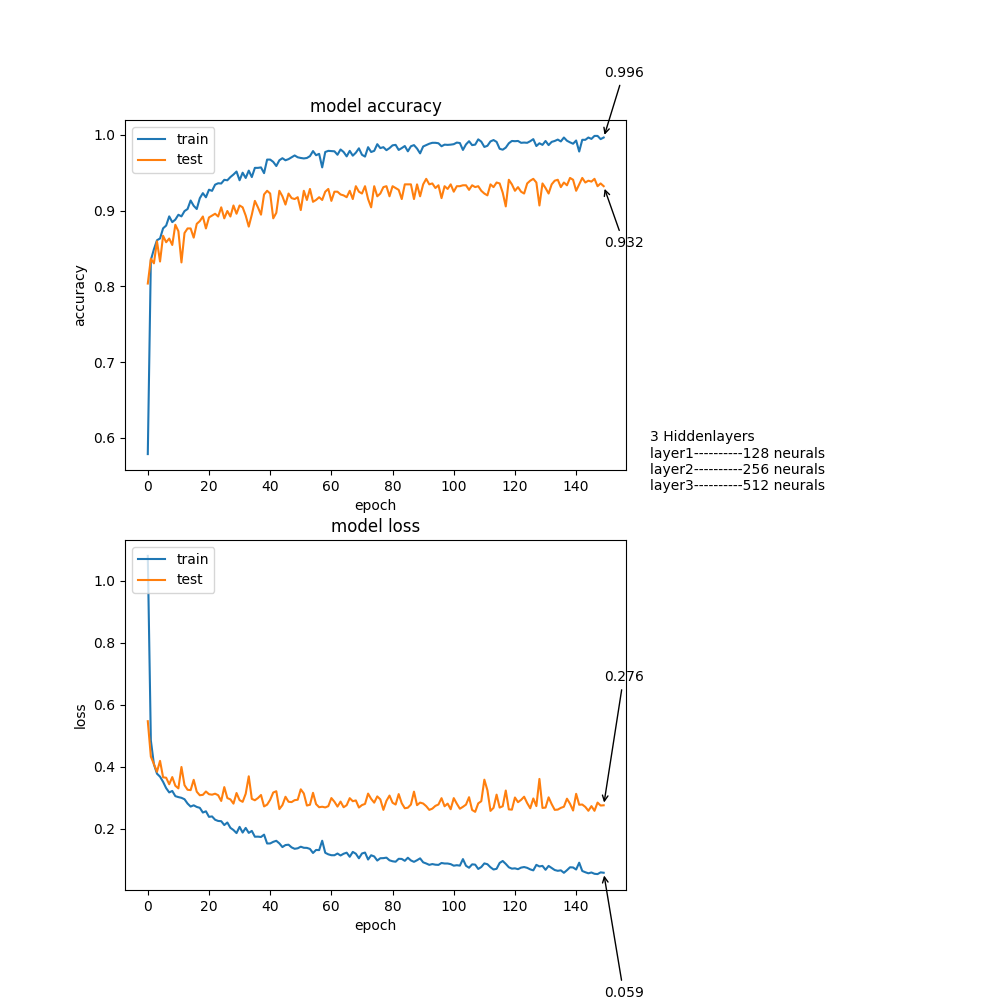 0.996
model accuracy
train
test
1.0
0.9
0.8
0.7
0.6
accuracy
0.932
0 20 40 60 80 100 120 140
epoch
3 Hiddenlayers
layer1----------128 neurals
layer2----------256 neurals
layer3----------512 neurals
model loss
train
test
1.0
0.8
0.6
0.4
0.2
loss
0.276
0 20 40 60 80 100 120 140
epoch
0.059